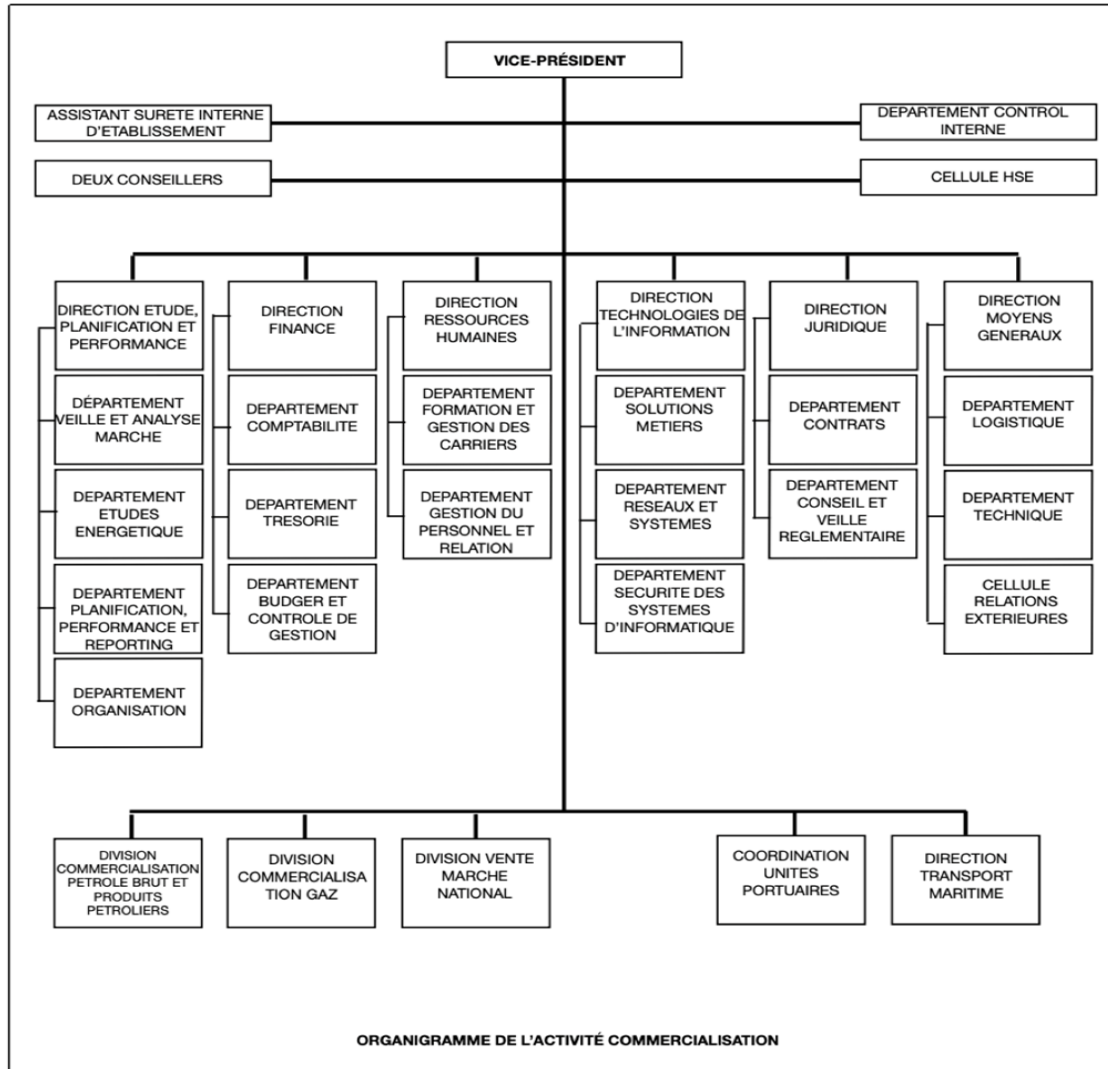 VICE-PRÉSIDENT
ASSISTANT SURETE INTERNE
D'ETABLISSEMENT
DEPARTEMENT CONTROL
INTERNE
DEUX CONSEILLERS
CELLULE HSE
DIRECTION ETUDE,
PLANIFICATION ET
PERFORMANCE
DÉPARTEMENT
VEILLE ET ANALYSE
MARCHE
DEPARTEMENT
ETUDES
ENERGETIQUE
DEPARTEMENT
PLANIFICATION,
PERFORMANCE ET
REPORTING
DEPARTEMENT
ORGANISATION
DIRECTION
FINANCE
DEPARTEMENT
COMPTABILITE
DEPARTEMENT
TRESORIE
DEPARTEMENT
BUDGER ET
CONTROLE DE
GESTION
DIRECTION
RESSOURCES
HUMAINES
DEPARTEMENT
FORMATION ET
GESTION DES
CARRIERS
DEPARTEMENT
GESTION DU
PERSONNEL ET
RELATION
DIRECTION
TECHNOLOGIES DE
L'INFORMATION
DEPARTEMENT
SOLUTIONS
METIERS
DEPARTEMENT
RESEAUX ET
SYSTEMES
DEPARTEMENT
SECURITE DES
SYSTEMES
D'INFORMATIQUE
DIRECTION
JURIDIQUE
DEPARTEMENT
CONTRATS
DEPARTEMENT
CONSEIL ET
VEILLE
REGLEMENTAIRE
DIRECTION
MOYENS
GENERAUX
DEPARTEMENT
LOGISTIQUE
DEPARTEMENT
TECHNIQUE
CELLULE
RELATIONS
EXTERIEURES
DIVISION
COMMERCIALISATION
PETROLE BRUT ET
PRODUITS
PETROLIERS
DIVISION
COMMERCIALISA
TION GAZ
DIVISION VENTE
MARCHE
NATIONAL
COORDINATION
UNITES
PORTUAIRES
DIRECTION
TRANSPORT
MARITIME
ORGANIGRAMME DE L'ACTIVITÉ COMMERCIALISATION